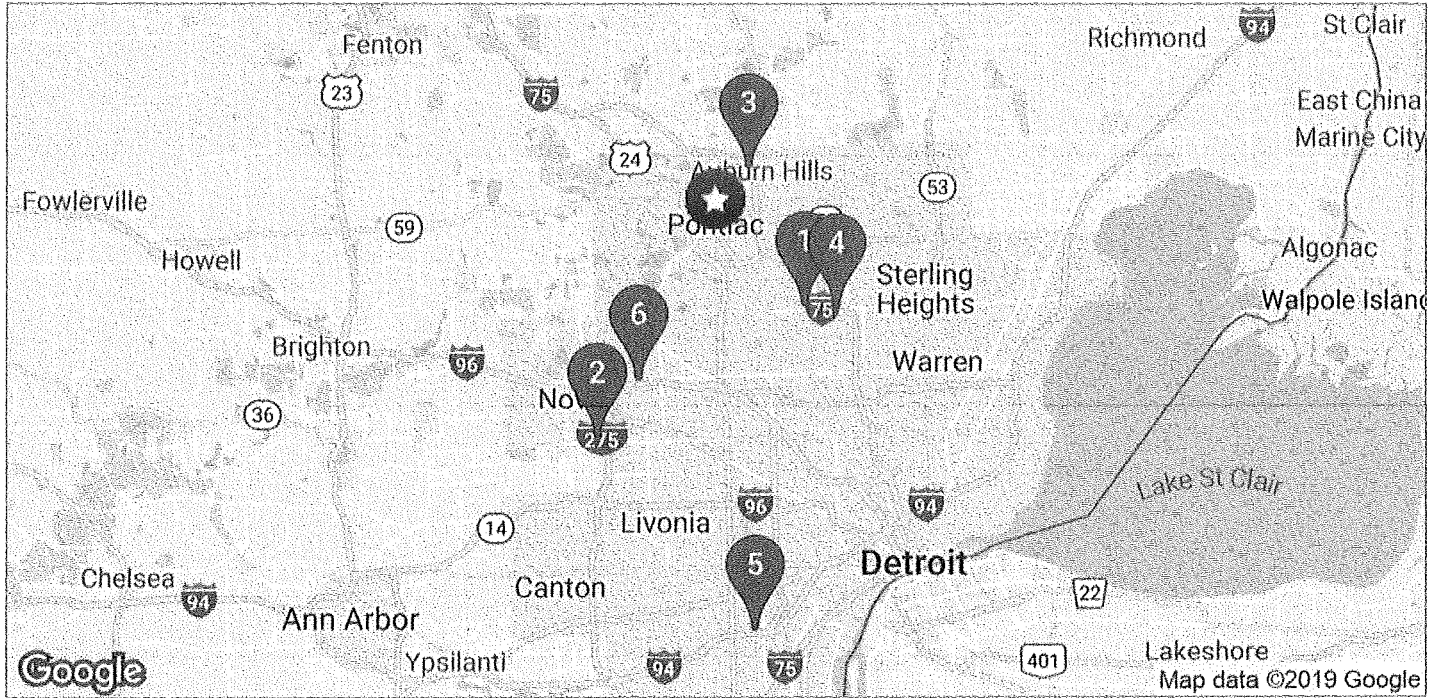 94
St Clair
Richmond
Fenton
23
75
3
East China
Marine City
24
Auburn Hills
53
Fowlerville
Pontiac
59
1
4
Algonac
Howell
Sterling
Heights
75
Walpole Island
6
Brighton
96
Warren
2
36
275
Lake St Clair
96
94
14
Livonia
5
Detroit
Chelsea
94
Canton
22
Ann Arbor
Ypsilanti
94
75
401
Lakeshore
Google
Map data ©2019 Google